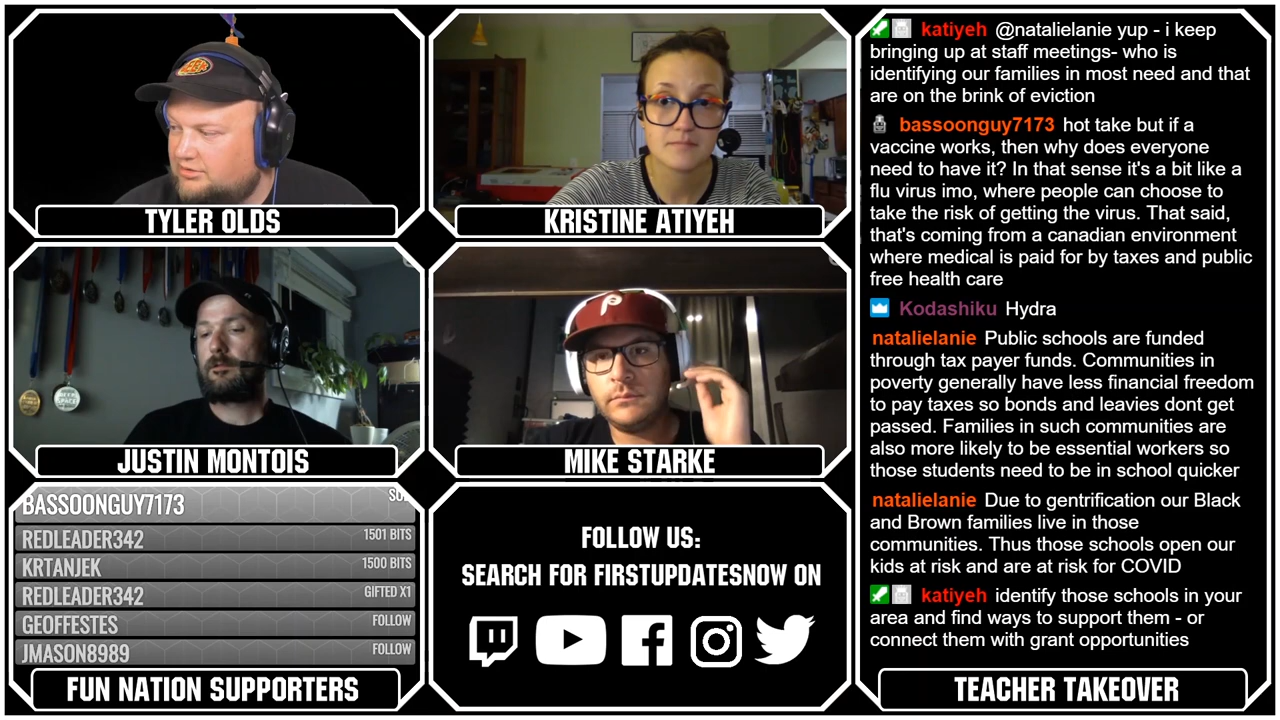 TYLER OLDS
KRISTINE ATIYEH
JUSTIN MONTOIS
P
MIKE STARKE
BASSOONGUY7173
REDLEADER342 1501 BITS
KRTANJEK 1500 BITS
REDLEADER342 GIFTED X1
GEOFFESTES FOLLOW
JMASON8989 FOLLOW
FUN NATION SUPPORTERS
FOLLOW US:
SEARCH FOR FIRSTUPDATESNOW ON
katiyeh @natalielanie yup - i keep
bringing up at staff meetings- who is
identifying our families in most need and that
are on the brink of eviction
bassoonguy7173 hot take but if a
vaccine works, then why does everyone
need to have it? In that sense it's a bit like a
flu virus imo, where people can choose to
take the risk of getting the virus. That said,
that's coming from a canadian environment
where medical is paid for by taxes and public
free health care
Kodashiku Hydra
natalielanie Public schools are funded
through tax payer funds. Communities in
poverty generally have less financial freedom
to pay taxes so bonds and leavies dont get
passed. Families in such communities are
also more likely to be essential workers so
those students need to be in school quicker
natalielanie Due to gentrification our Black
and Brown families live in those
communities. Thus those schools open our
kids at risk and are at risk for COVID
katiyeh identify those schools in your
area and find ways to support them - or
connect them with grant opportunities
TEACHER TAKEOVER